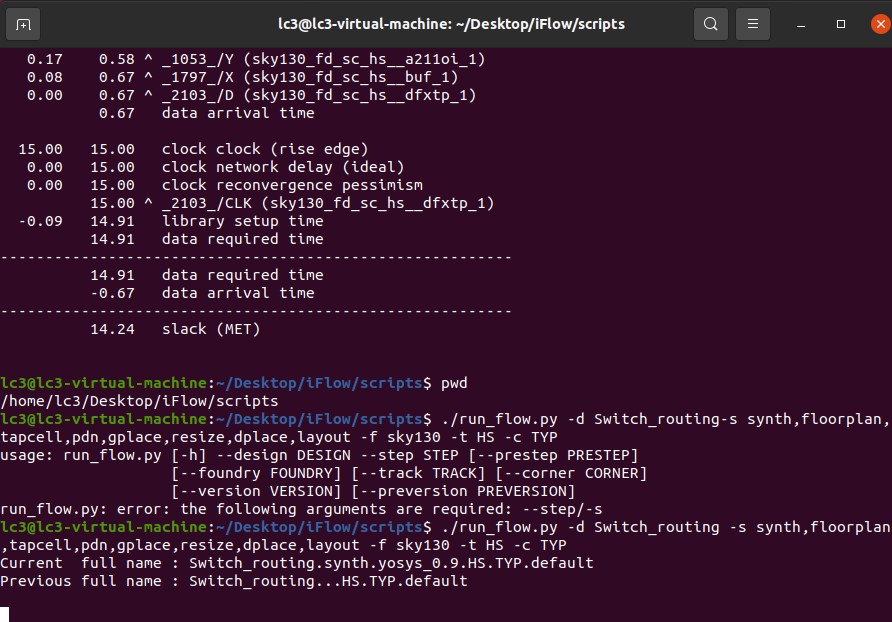 lc3@lc3-virtual-machine: ~/Desktop/iFlow/scripts
0.17 0.58 ^ _1053_/Y (sky130_fd_sc_hs__a211oi_1)
0.08 0.67 ^ _1797_/X (sky130_fd_sc_hs__buf_1)
0.00 0.67 ^ _2103_/D (sky130_fd_sc_hs__dfxtp_1)
0.67 data arrival time
15.00 15.00 clock clock (rise edge)
0.00 15.00 clock network delay (ideal)
0.00 15.00 clock reconvergence pessimism
15.00 ^ _2103_/CLK (sky130_fd_sc_hs__dfxtp_1)
-0.09 14.91 library setup time
14.91 data required time
---------------------------------------------------------
14.91 data required time
-0.67 data arrival time
---------------------------------------------------------
14.24 slack (MET)
lc3@lc3-virtual-machine:~/Desktop/iFlow/scripts$ pwd
/home/lc3/Desktop/iFlow/scripts
lc3@lc3-virtual-machine:~/Desktop/iFlow/scripts$ ./run_flow.py -d Switch_routing-s synth,floorplan,
tapcell,pdn,gplace,resize,dplace,layout -f sky130 -t HS -c TYP
usage: run_flow.py [-h] --design DESIGN --step STEP [--prestep PRESTEP]
[--foundry FOUNDRY] [--track TRACK] [--corner CORNER]
[--version VERSION] [--preversion PREVERSION]
run_flow.py: error: the following arguments are required: --step/-s
lc3@lc3-virtual-machine:~/Desktop/iFlow/scripts$ ./run_flow.py -d Switch_routing -s synth,floorplan
,tapcell,pdn,gplace,resize,dplace,layout -f sky130 -t HS -c TYP
Current full name : Switch_routing.synth.yosys_0.9.HS.TYP.default
Previous full name : Switch_routing...HS.TYP.default